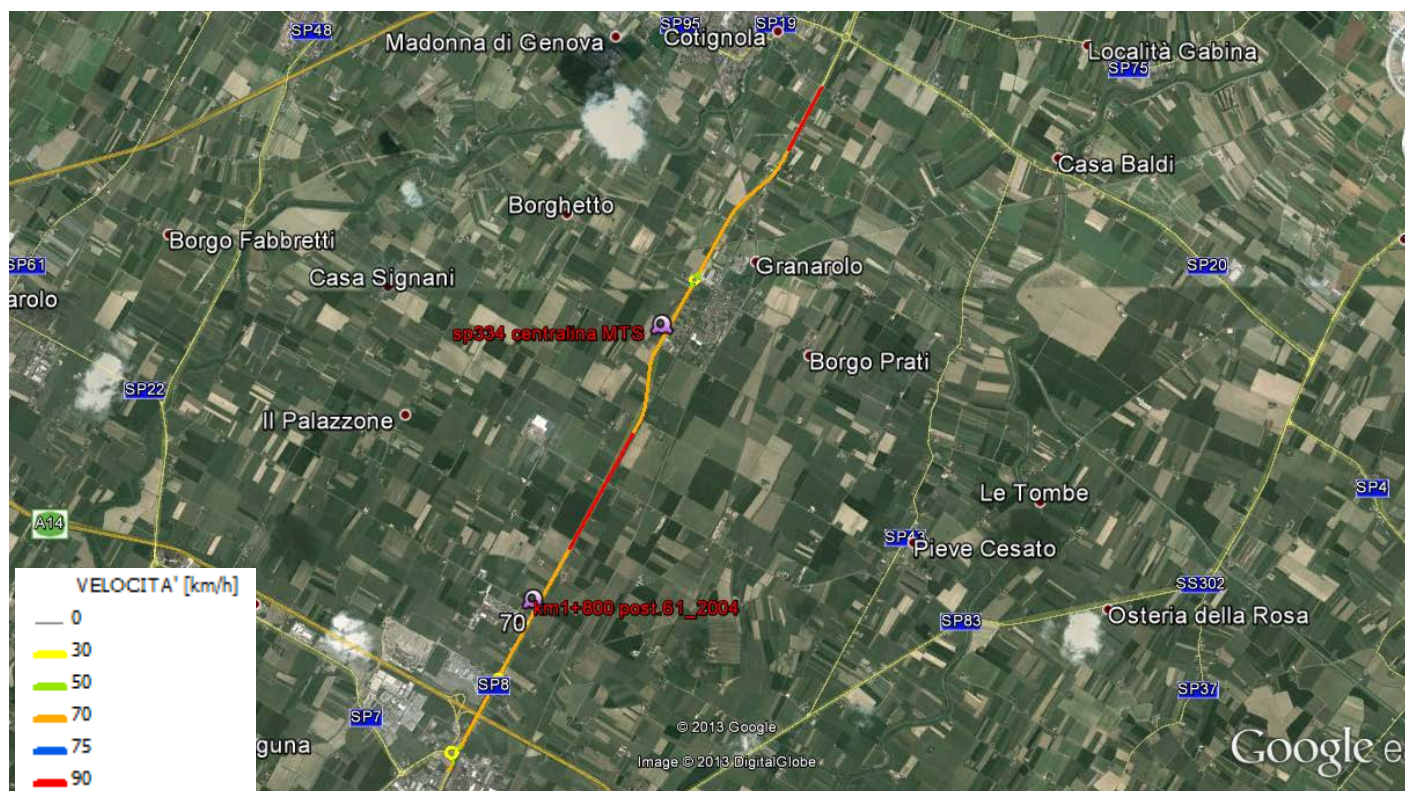 SP48
SP95
SP19
Madonna di Genova
Cotignola
Località Gabina
SP75
Casa Baldi
Borghetto
Borgo Fabbretti
SP61
Casa Signani
Granarolo
SP20
arolo
sp334 centralina MTS
Borgo Prati
SP22
Il Palazzone
Le Tombe
SP4
A14
SP43
Pieve Cesato
VELOCITA' [km/h]
0
30
50
70
75
90
km1+800 post.61_2004
70
SS302
Osteria della Rosa
SP83
SP8
SP37
SP7
guna
© 2013 Google
Image © 2013 DigitalGlobe
Google e